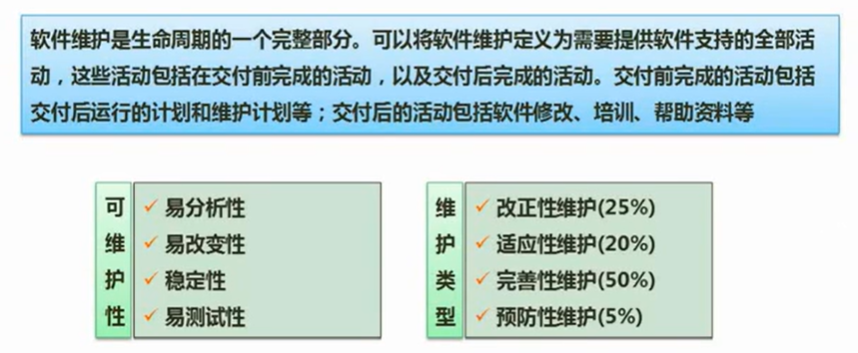 软件维护是生命周期的一个完整部分。可以将软件维护定义为需要提供软件支持的全部活
动，这些活动包括在交付前完成的活动，以及交付后完成的活动。交付前完成的活动包括
交付后运行的计划和维护计划等；交付后的活动包括软件修改、培训、帮助资料等
可维护性
易分析性
易改变性
稳定性
易测试性
维护类型
改正性维护(25%)
适应性维护(20%)
完善性维护(50%)
预防性维护(5%)